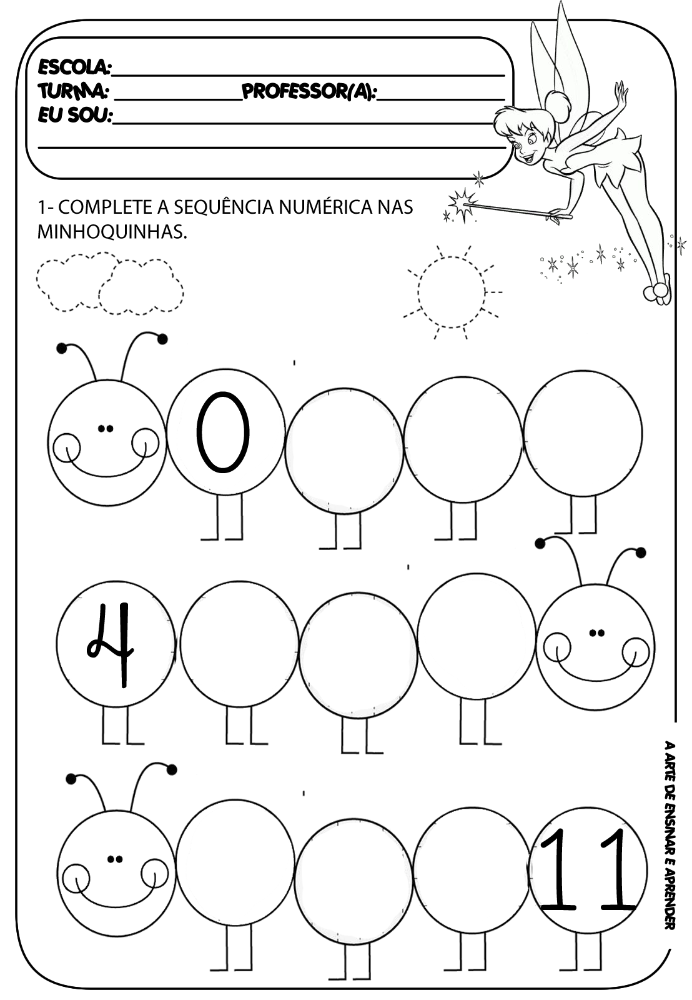 ESCOLA:
TURMA: PROFESSOR(A):
EU SOU:
1- COMPLETE A SEQUÊNCIA NUMÉRICA NAS
MINHOQUINHAS.
0
4
11
A ARTE DE ENSINAR E APRENDER